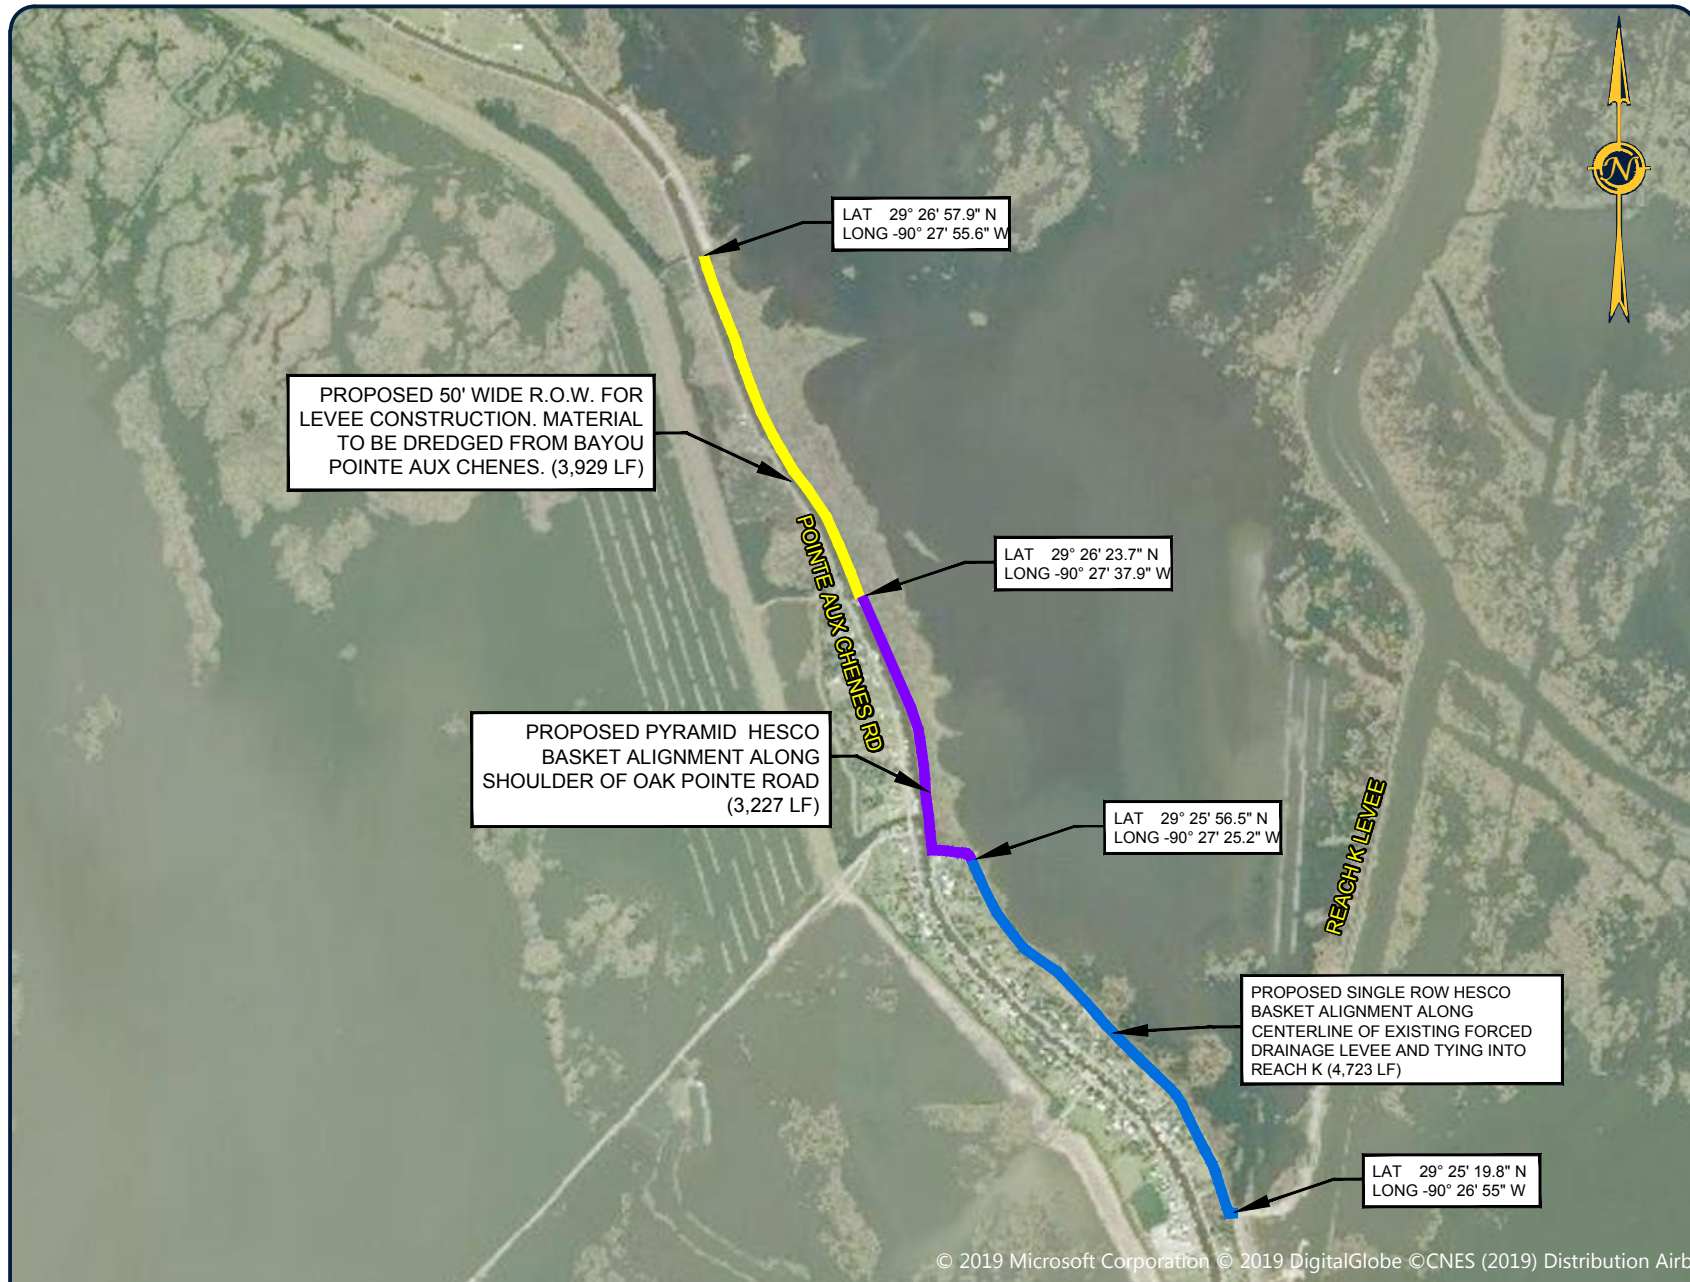 N
LAT 29° 26' 57.9" N
LONG -90° 27' 55.6" W
PROPOSED 50' WIDE R.O.W. FOR
LEVEE CONSTRUCTION. MATERIAL
TO BE DREDGED FROM BAYOU
POINTE AUX CHENES. (3,929 LF)
POINTE AUX CHENES RD
LAT 29° 26' 23.7" N
LONG -90° 27' 37.9" W
PROPOSED PYRAMID HESCO
BASKET ALIGNMENT ALONG
SHOULDER OF OAK POINTE ROAD
(3,227 LF)
LAT 29° 25' 56.5" N
LONG -90° 27' 25.2" W
REACH K LEVEE
PROPOSED SINGLE ROW HESCO
BASKET ALIGNMENT ALONG
CENTERLINE OF EXISTING FORCED
DRAINAGE LEVEE AND TYING INTO
REACH K (4,723 LF)
LAT 29° 25' 19.8" N
LONG -90° 26' 55" W
© 2019 Microsoft Corporation © 2019 DigitalGlobe ©CNES (2019) Distribution Airb